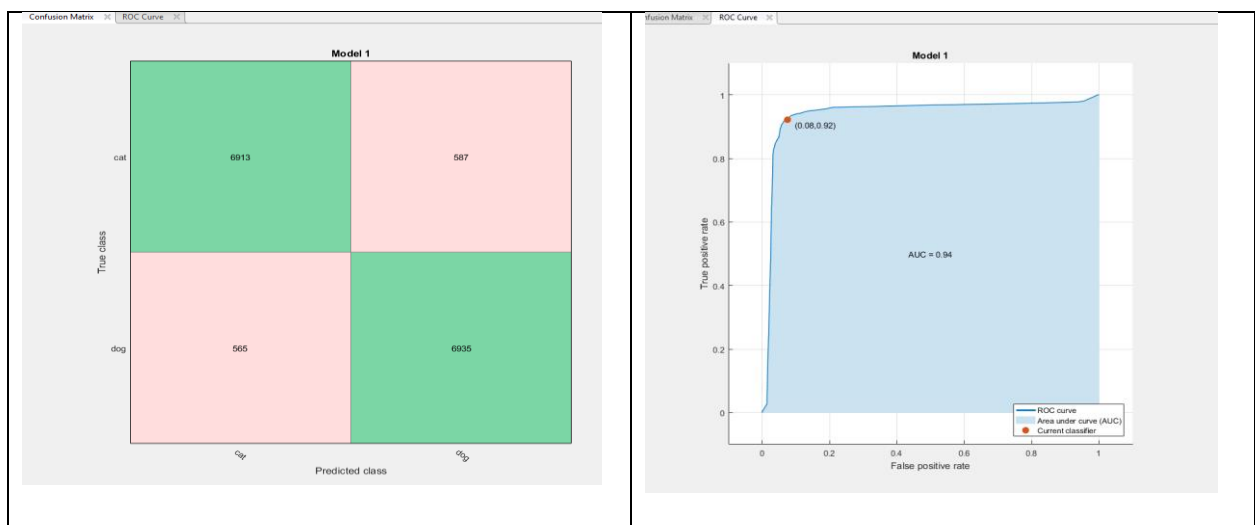 Confusion Matrix
ROC Curve
Model 1
cat
6913
587
True class
dog
565
6935
cat
dog
Predicted class
nfusion Matrix
ROC Curve
Model 1
1
(0.08,0.92)
0.8
0.6
True positive rate
AUC = 0.94
0.4
0.2
0
ROC curve
Area under curve (AUC)
Current classifier
0 0.2 0.4 0.6 0.8 1
False positive rate